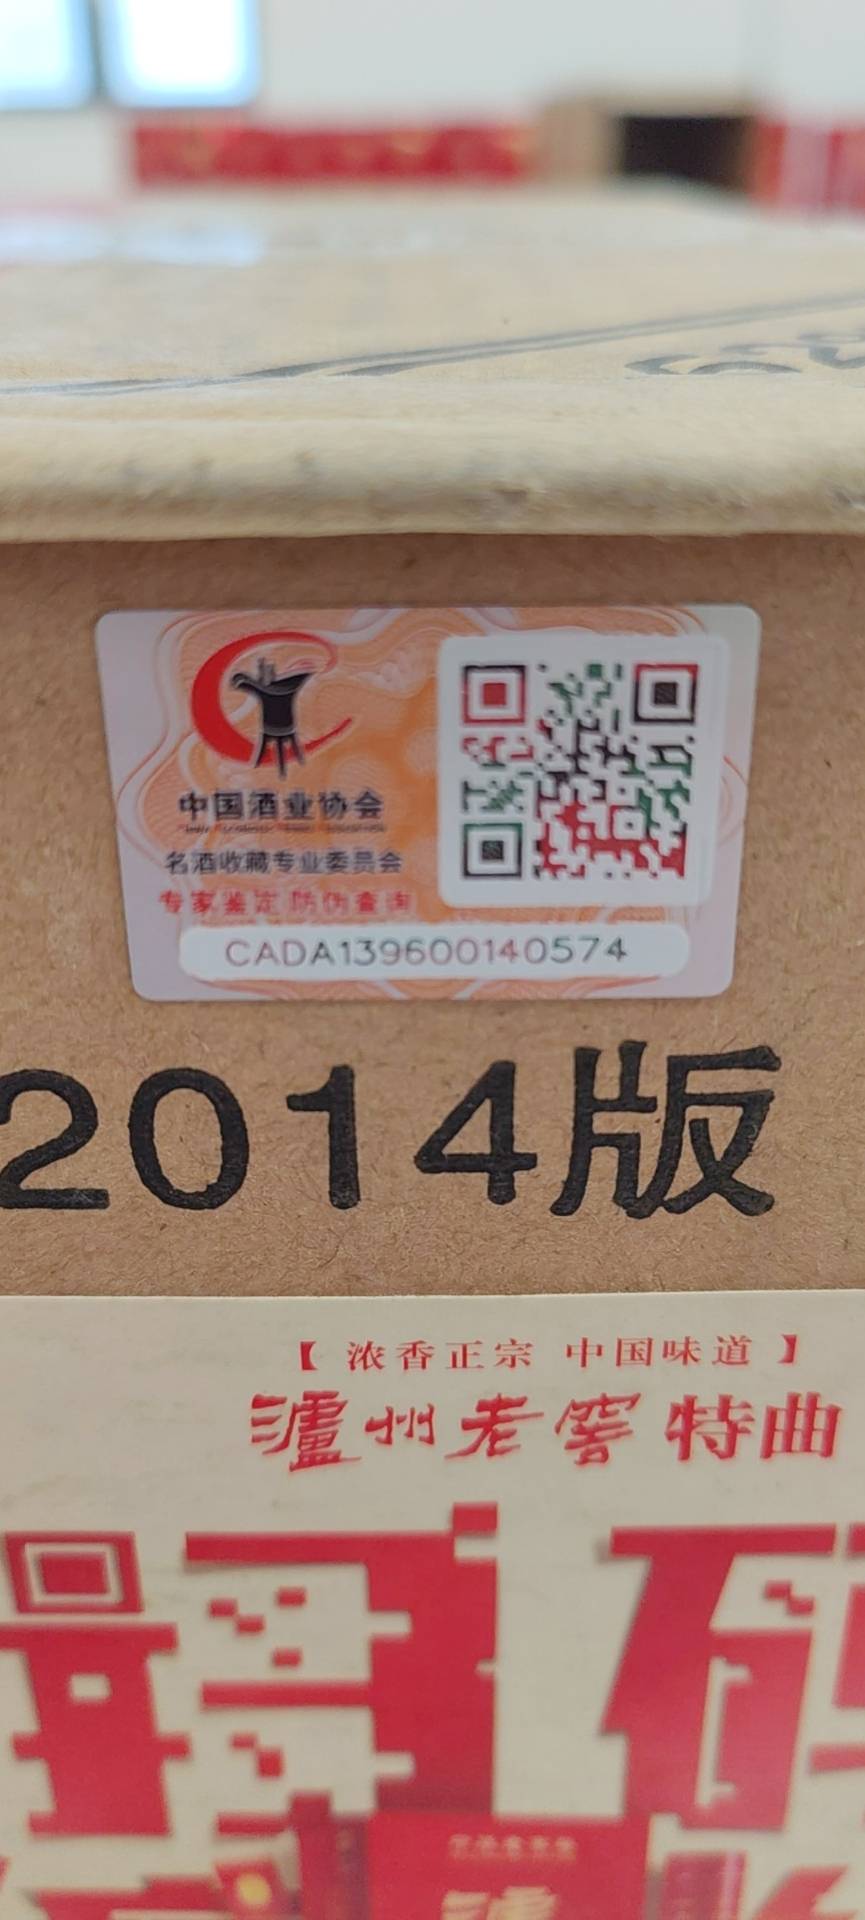 中国酒业协会
名酒收藏专业委员会
专家鉴定 防伪查询
CADA139600140574
2014版
【 浓香正宗 中国味道 】
泸州老窖 特曲